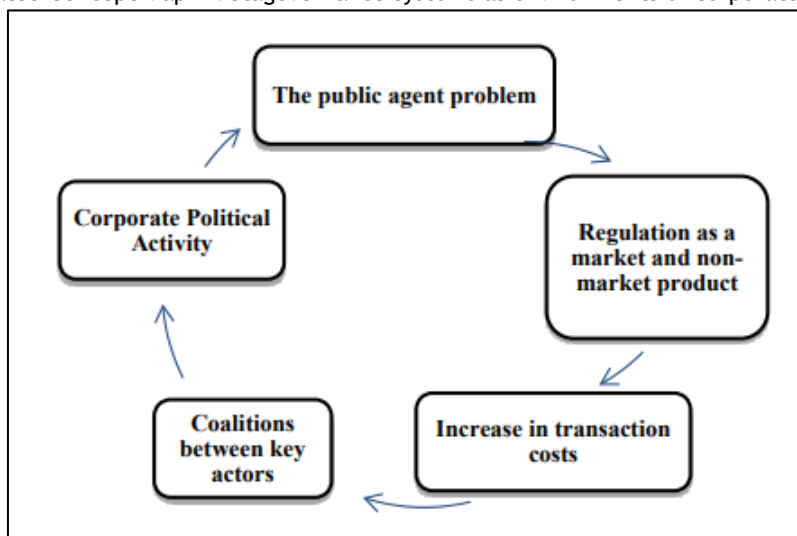 The public agent problem
Regulation as a
market and non-
market product
Increase in transaction
costs
Coalitions
between key
actors
Corporate Political
Activity